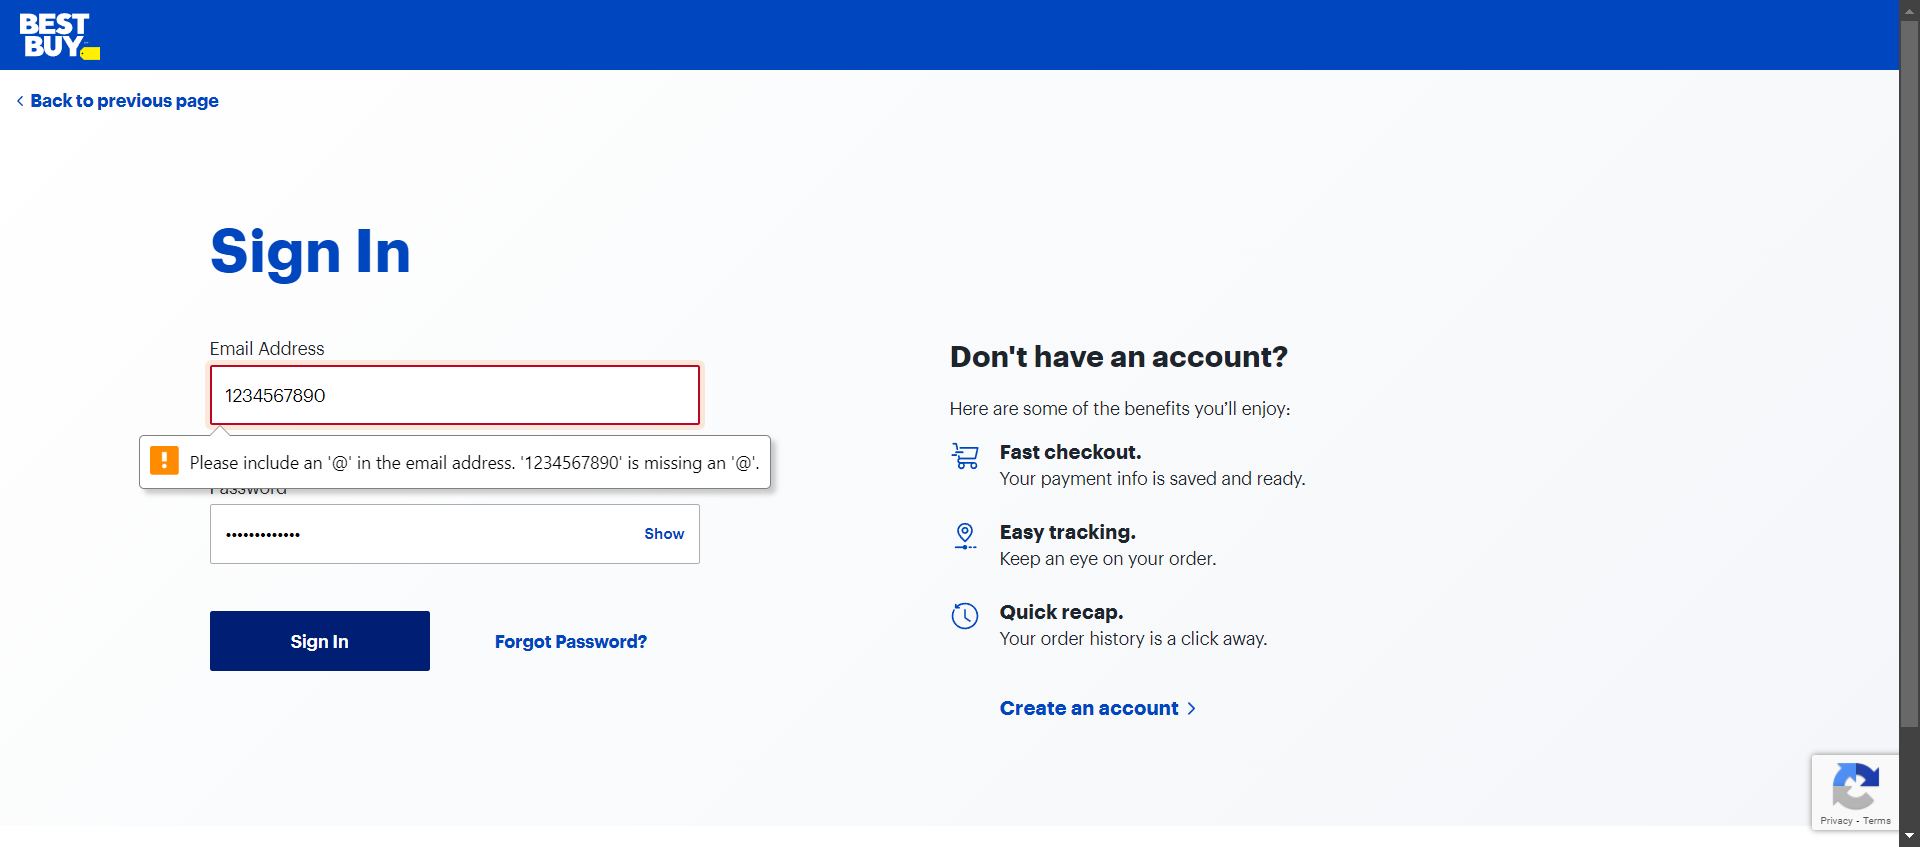 BEST
BUY
Back to previous page
Sign In
Email Address
1234567890
Please include an '@' in the email address. '1234567890' is missing an '@'.
Password
Show
Sign In
Forgot Password?
Don't have an account?
Here are some of the benefits you’ll enjoy:
Fast checkout.
Your payment info is saved and ready.
Easy tracking.
Keep an eye on your order.
Quick recap.
Your order history is a click away.
Create an account
Privacy - Terms